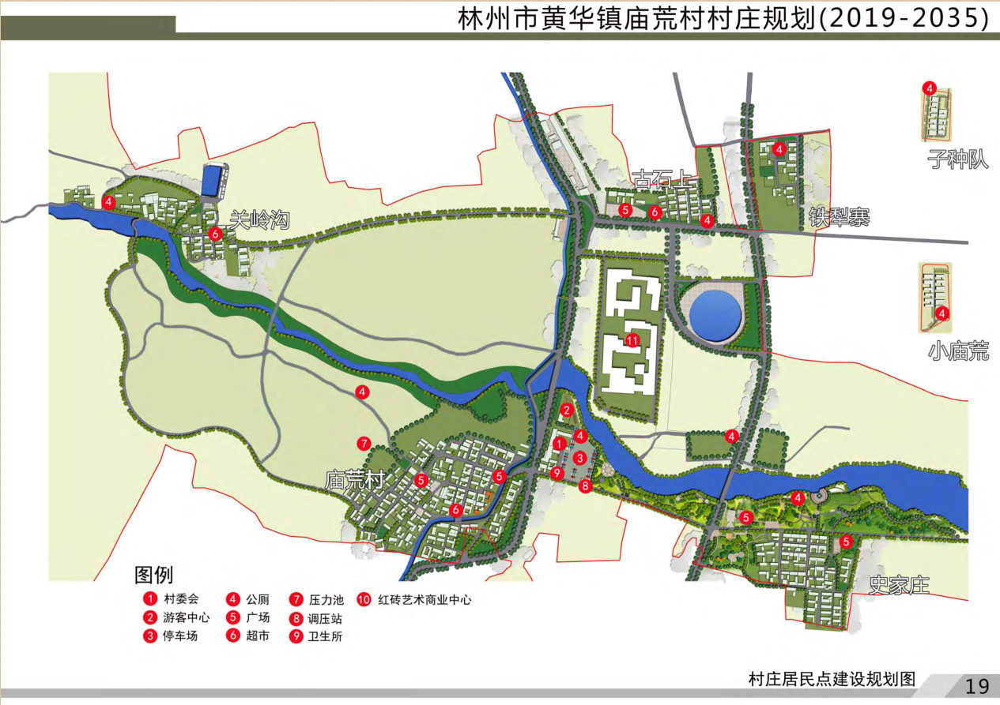 林州市黄华镇庙荒村村庄规划(2019-2035)
4
子种队
古石上
4
5
6
4
铁犁寨
4
关岭沟
6
小庙荒
4
11
4
7
庙荒村
5
5
6
2
4
1
3
9
8
4
4
5
5
史家庄
图例
1 村委会 4 公厕 7 压力池 10 红砖艺术商业中心
2 游客中心 5 广场 8 调压站
3 停车场 6 超市 9 卫生所
村庄居民点建设规划图
19